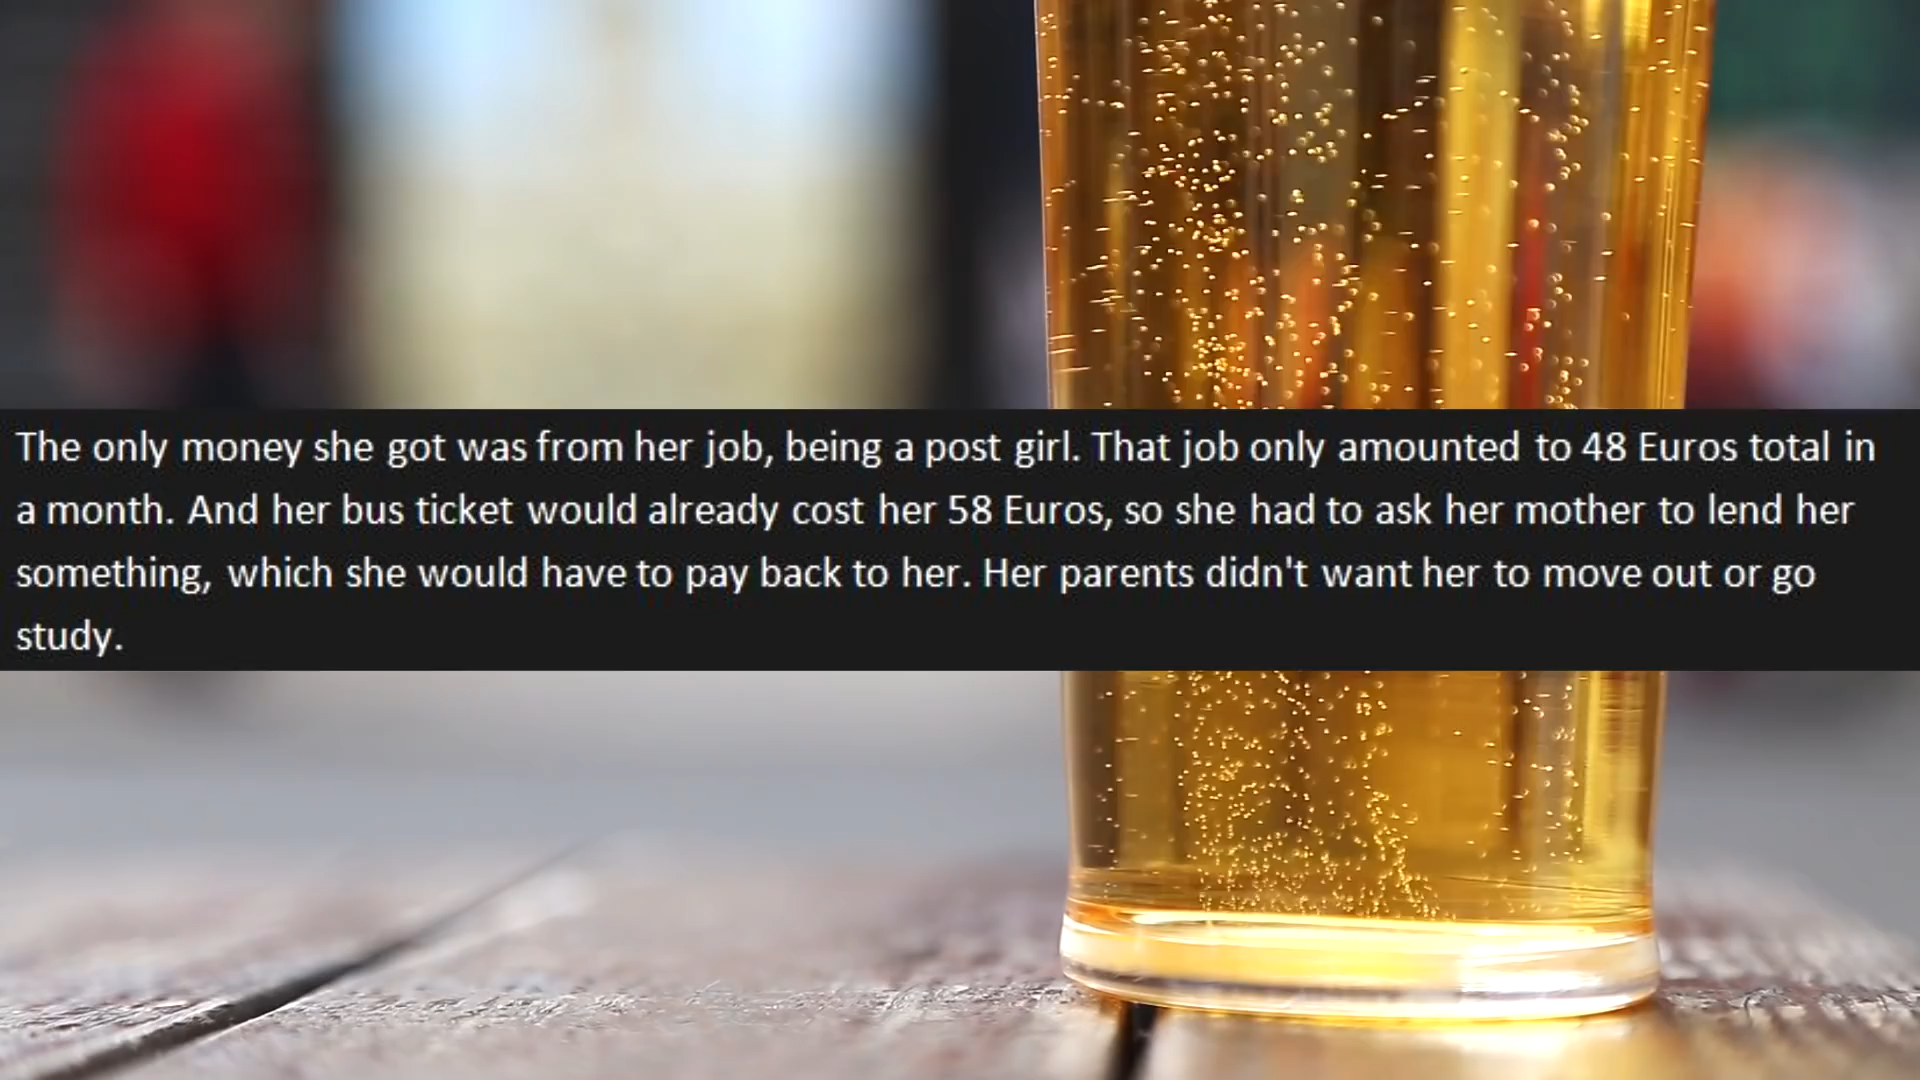 The only money she got was from her job, being a post girl. That job only amounted to 48 Euros total in
a month. And her bus ticket would already cost her 58 Euros, so she had to ask her mother to lend her
something, which she would have to pay back to her. Her parents didn't want her to move out or go
study.